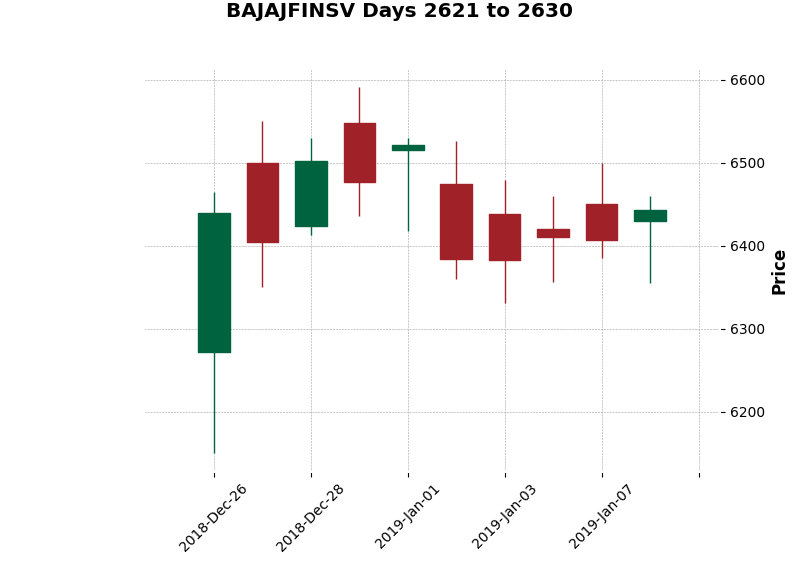 BAJAJFINSV Days 2621 to 2630
6600
6500
6400
6300
6200
Price
2018-Dec-26
2018-Dec-28
2019-Jan-01
2019-Jan-03
2019-Jan-07